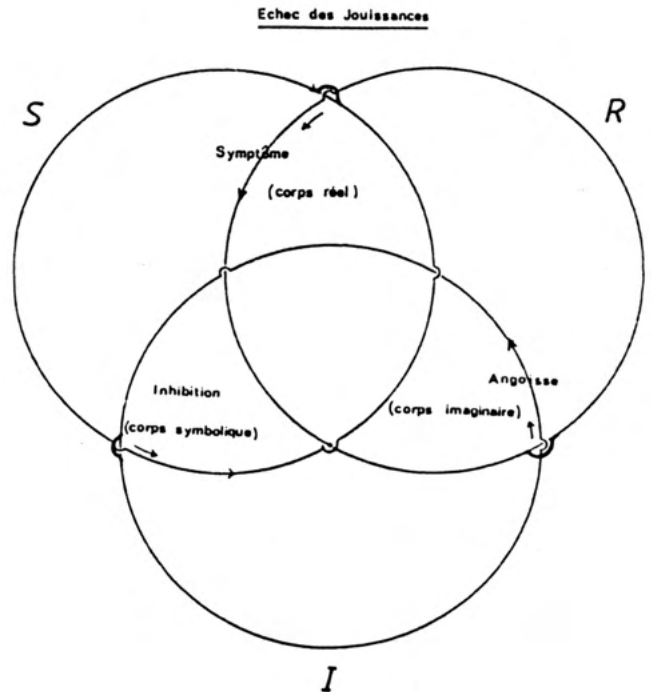 Echec des Jouissances
S
R
Symptôme
(corps réel)
Inhibition
(corps symbolique)
Angoisse
(corps imaginaire)
I